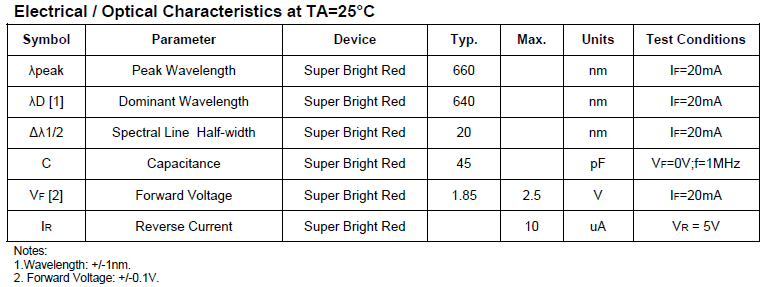 Electrical / Optical Characteristics at TA=25°C
Symbol Parameter Device Typ. Max. Units Test Conditions
λpeak Peak Wavelength Super Bright Red 660 nm IF=20mA
λD [1] Dominant Wavelength Super Bright Red 640 nm IF=20mA
Δλ1/2 Spectral Line Half-width Super Bright Red 20 nm IF=20mA
C Capacitance Super Bright Red 45 pF VF=0V;f=1MHz
VF [2] Forward Voltage Super Bright Red 1.85 2.5 V IF=20mA
IR Reverse Current Super Bright Red 10 uA VR = 5V
Notes:
1.Wavelength: +/-1nm.
2. Forward Voltage: +/-0.1V.